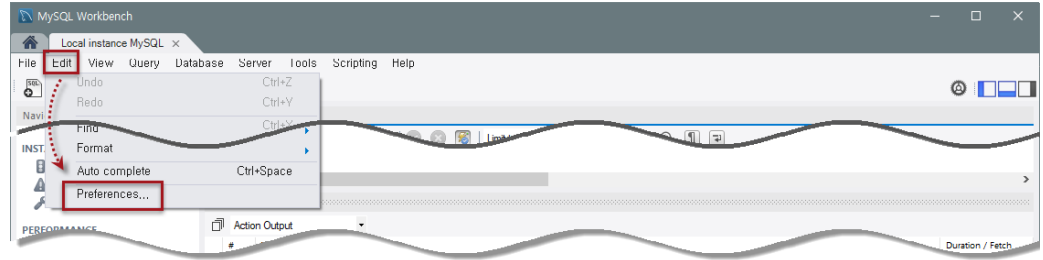 MySQL Workbench
Local instance MySQL ×
File Edit View Query Database Server Tools Scripting Help
Undo Ctrl+Z
Redo Ctrl+Y
Navi
Find
INST
Format
Auto complete Ctrl+Space
Preferences...
PERFORMANCE
Action Output
#
Duration / Fetch